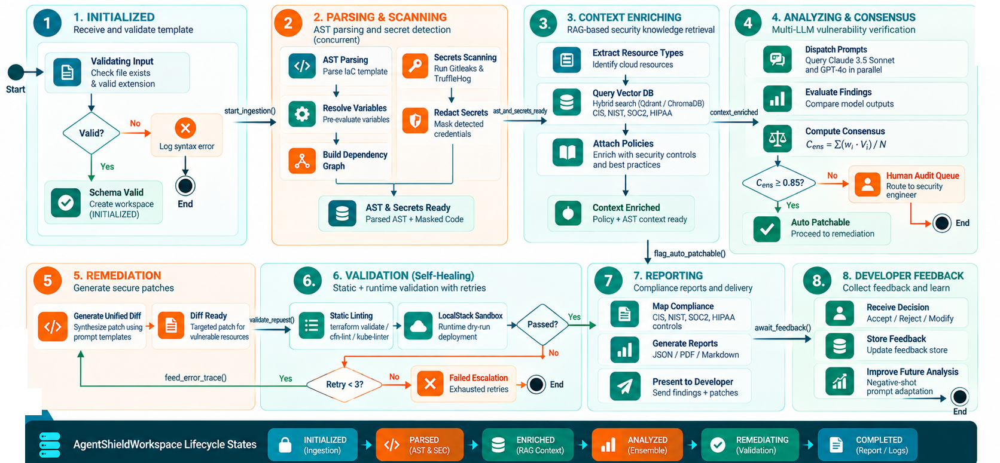 1
1. INITIALIZED
Receive and validate template
Start
Validating Input
Check file exists
& valid extension
Valid?
No
Log syntax error
End
Yes
Schema Valid
Create workspace
(INITIALIZED)
start_ingestion()
2
2. PARSING & SCANNING
AST parsing and secret detection
(concurrent)
AST Parsing
Parse IaC template
Resolve Variables
Pre-evaluate variables
Build Dependency
Graph
Secrets Scanning
Run Gitleaks &
TruffleHog
Redact Secrets
Mask detected
credentials
AST & Secrets Ready
Parsed AST + Masked Code
ast_and_secrets_ready
3.
3. CONTEXT ENRICHING
RAG-based security knowledge retrieval
Extract Resource Types
Identify cloud resources
Query Vector DB
Hybrid search (Qdrant / ChromaDB)
CIS, NIST, SOC2, HIPAA
Attach Policies
Enrich with security controls
and best practices
Context Enriched
Policy + AST context ready
context_enriched
4
4. ANALYZING & CONSENSUS
Multi-LLM vulnerability verification
Dispatch Prompts
Query Claude 3.5 Sonnet
and GPT-4o in parallel
Evaluate Findings
Compare model outputs
Compute Consensus
C_ens = Σ(w_i · V_i) / N
C_ens ≥ 0.85?
No
Human Audit Queue
Route to security
engineer
End
Yes
Auto Patchable
Proceed to remediation
flag_auto_patchable()
5
5. REMEDIATION
Generate secure patches
Generate Unified Diff
Synthesize patch using
prompt templates
Diff Ready
Targeted patch for
vulnerable resources
validate_repuest()
feed_error_trace()
6.
6. VALIDATION (Self-Healing)
Static + runtime validation with retries
Static Linting
terraform validate /
cfn-lint / kube-linter
LocalStack Sandbox
Runtime dry-run
deployment
Passed?
Yes
No
Retry < 3?
Yes
No
Failed Escalation
Exhausted retries
End
7
7. REPORTING
Compliance reports and delivery
Map Compliance
CIS, NIST, SOC2, HIPAA
controls
Generate Reports
JSON / PDF / Markdown
Present to Developer
Send findings + patches
await_feedback()
8.
8. DEVELOPER FEEDBACK
Collect feedback and learn
Receive Decision
Accept / Reject / Modify
Store Feedback
Update feedback store
Improve Future Analysis
Negative-shot
prompt adaptation
End
AgentShieldWorkspace Lifecycle States
INITIALIZED
(Ingestion)
PARSED
(AST & SEC)
ENRICHED
(RAG Context)
ANALYZED
(Ensemble)
REMEDIATING
(Validation)
COMPLETED
(Report / Logs)